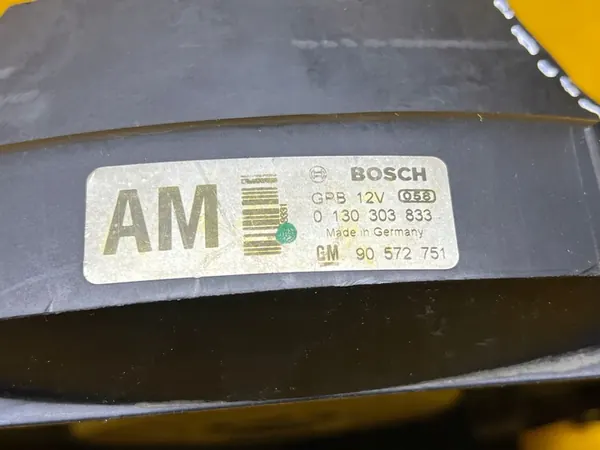 AM
BOSCH
GPB 12V 058
0 130 303 833
Made in Germany
GM 90 572 751